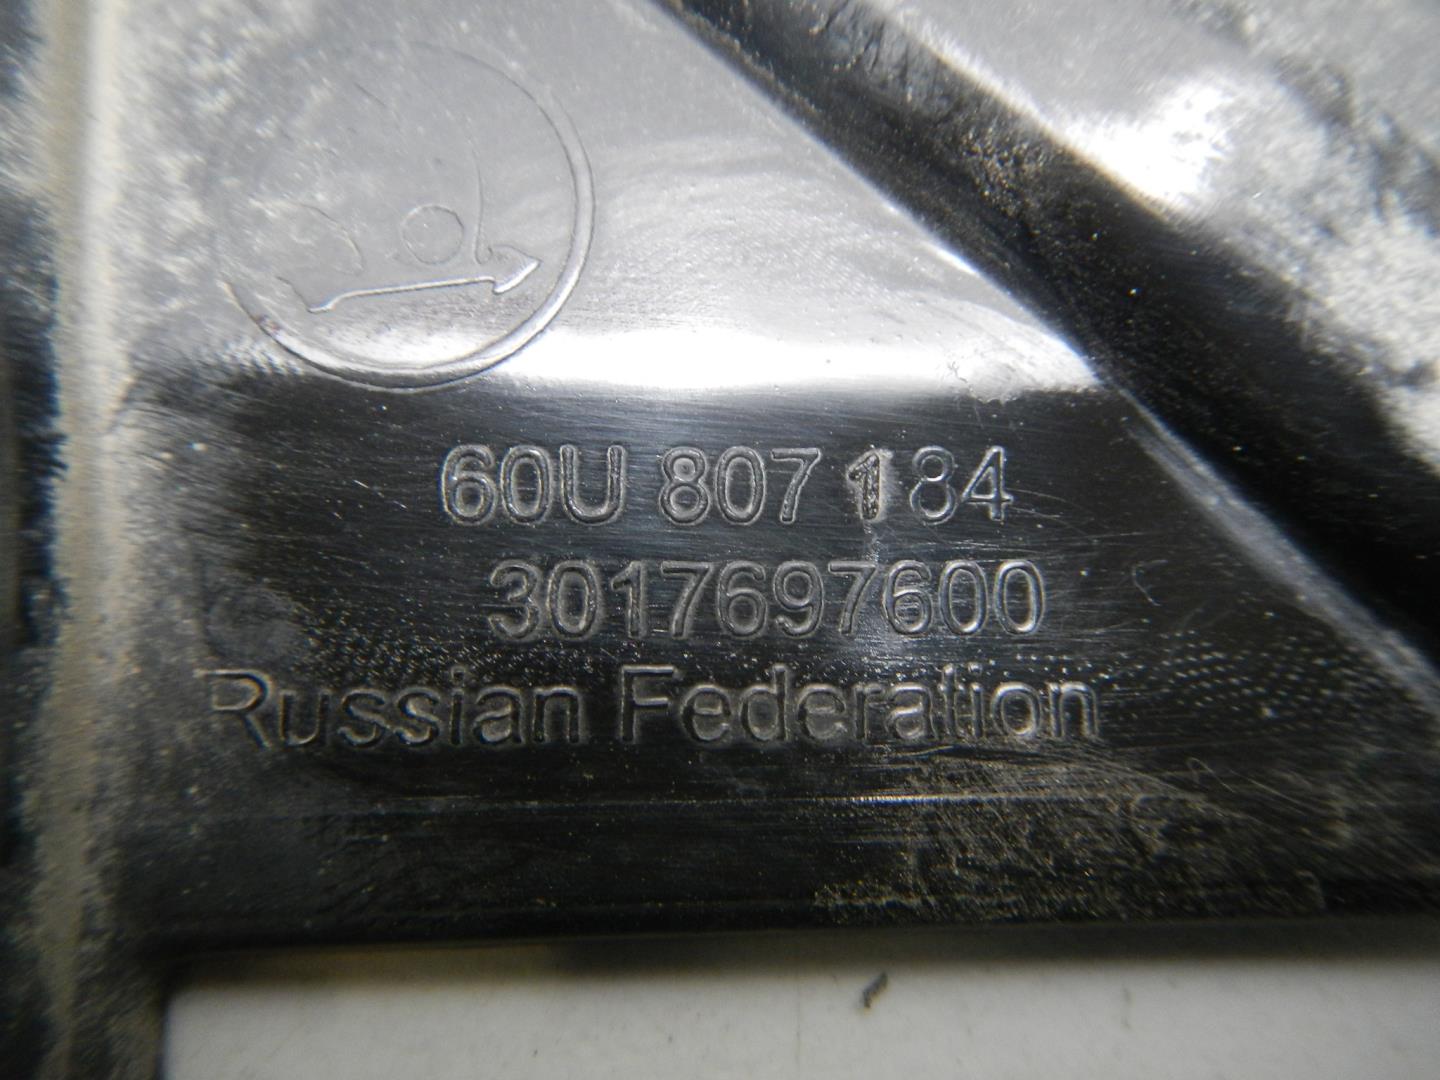 60U 807 184
3017697600
Russian Federation